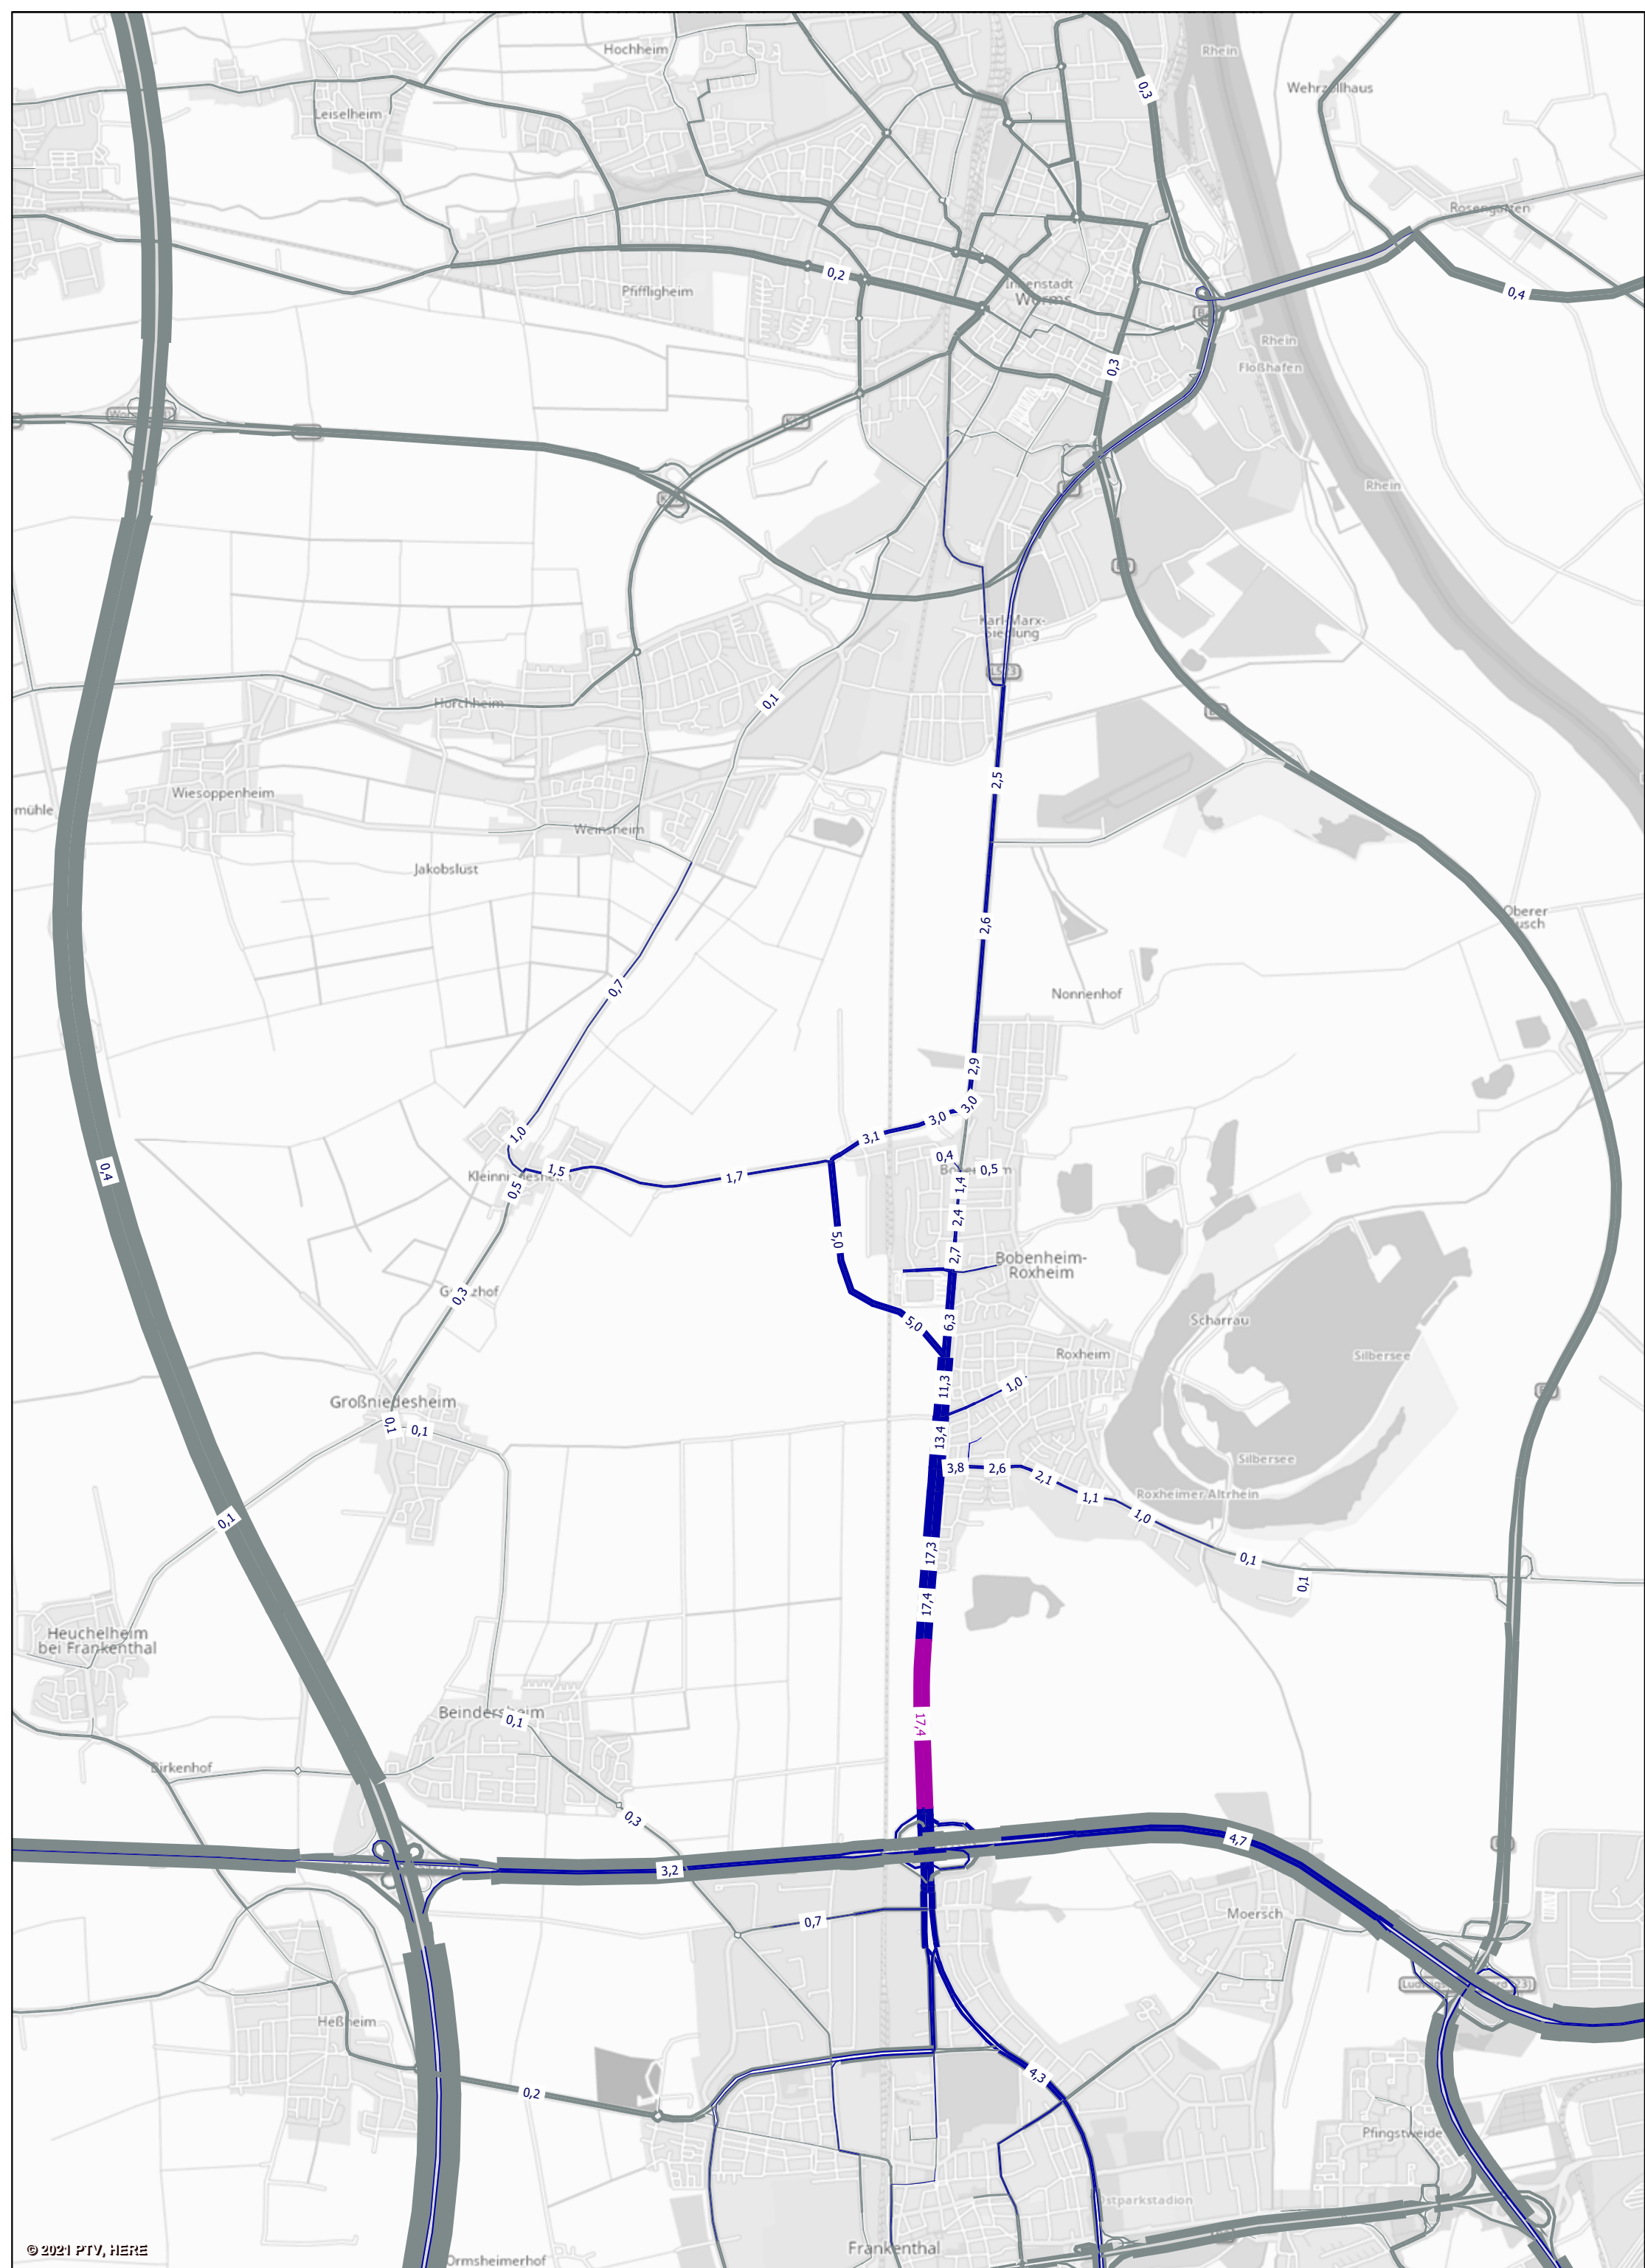 Hochheim
Rhein
Wehrzollhaus
0,3
Leiselheim
Rosengarten
0,2
Pfiffligheim
Innenstadt
Worms
0,4
Rhein
Floßhafen
0,3
Rhein
Karl-Marx-
Siedlung
0,1
Horchheim
2,5
Wiesoppenheim
mühle
Weinsheim
Jakobslust
2,6
Oberer
Busch
0,7
Nonnenhof
2,9
3,0
3,0
1,0
3,1
0,4
0,4
0,5
1,5
Kleinniedesheim
1,7
0,5
1,4
2,4
5,0
2,7
Bobenheim-
Roxheim
0,3
6,3
5,0
Scharrau
Roxheim
Silbersee
11,3
1,0
Großniedesheim
0,1
0,1
13,4
Silbersee
3,8
2,6
2,1
1,1
Roxheimer Altrhein
1,0
0,1
17,3
0,1
0,1
17,4
Heuchelheim
bei Frankenthal
Beindersheim
0,1
17,4
Birkenhof
0,3
4,7
3,2
0,7
Moersch
Heßheim
4,3
0,2
Pfingstweide
Frankenthal
Ormsheimerhof
© 2021 PTV, HERE